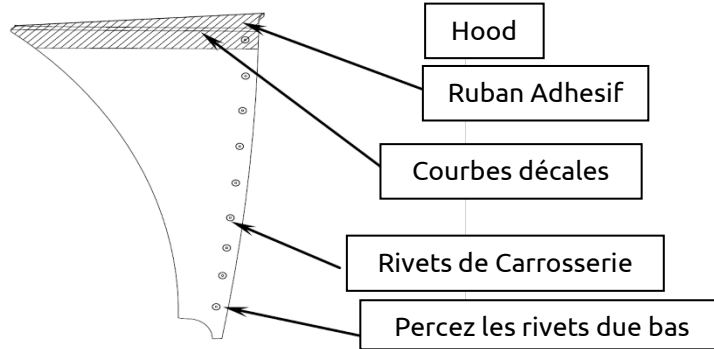 Hood
Ruban Adhesif
Courbes décales
Rivets de Carrosserie
Percez les rivets due bas